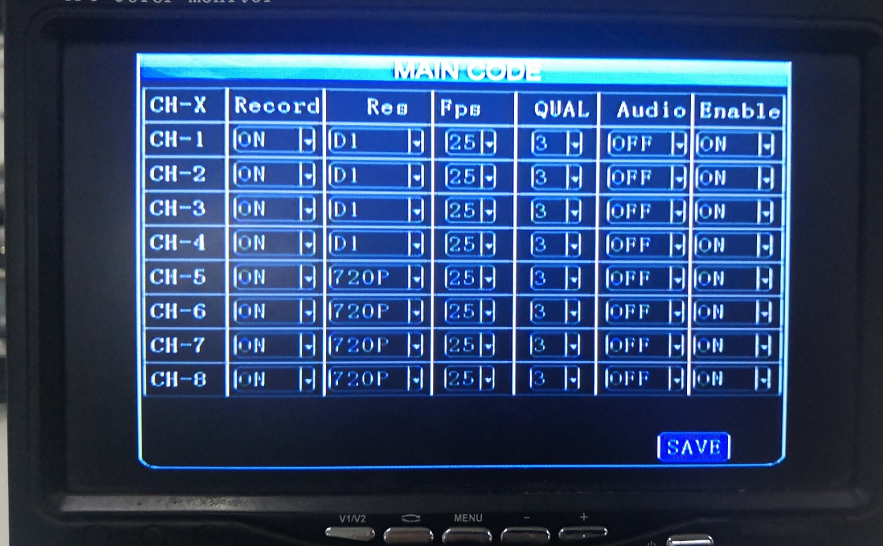 MAIN CODE
CH-X Record Res Fps QUAL Audio Enable
CH-1 ON D1 25 3 OFF ON
CH-2 ON D1 25 3 OFF ON
CH-3 ON D1 25 3 OFF ON
CH-4 ON D1 25 3 OFF ON
CH-5 ON 720P 25 3 OFF ON
CH-6 ON 720P 25 3 OFF ON
CH-7 ON 720P 25 3 OFF ON
CH-8 ON 720P 25 3 OFF ON
SAVE
V1/V2 MENU - +